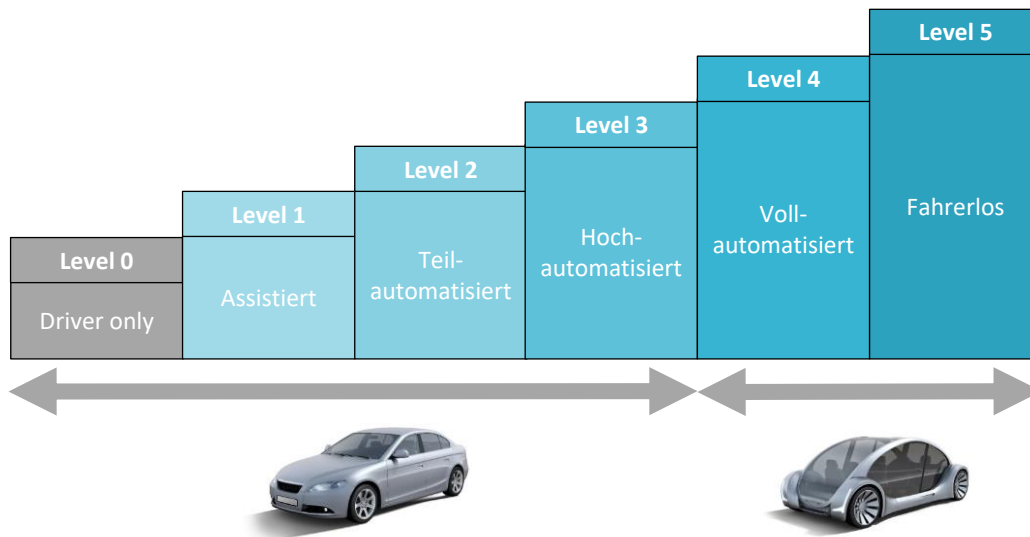 Level 0
Driver only
Level 1
Assistiert
Level 2
Teil-
automatisiert
Level 3
Hoch-
automatisiert
Level 4
Voll-
automatisiert
Level 5
Fahrerlos